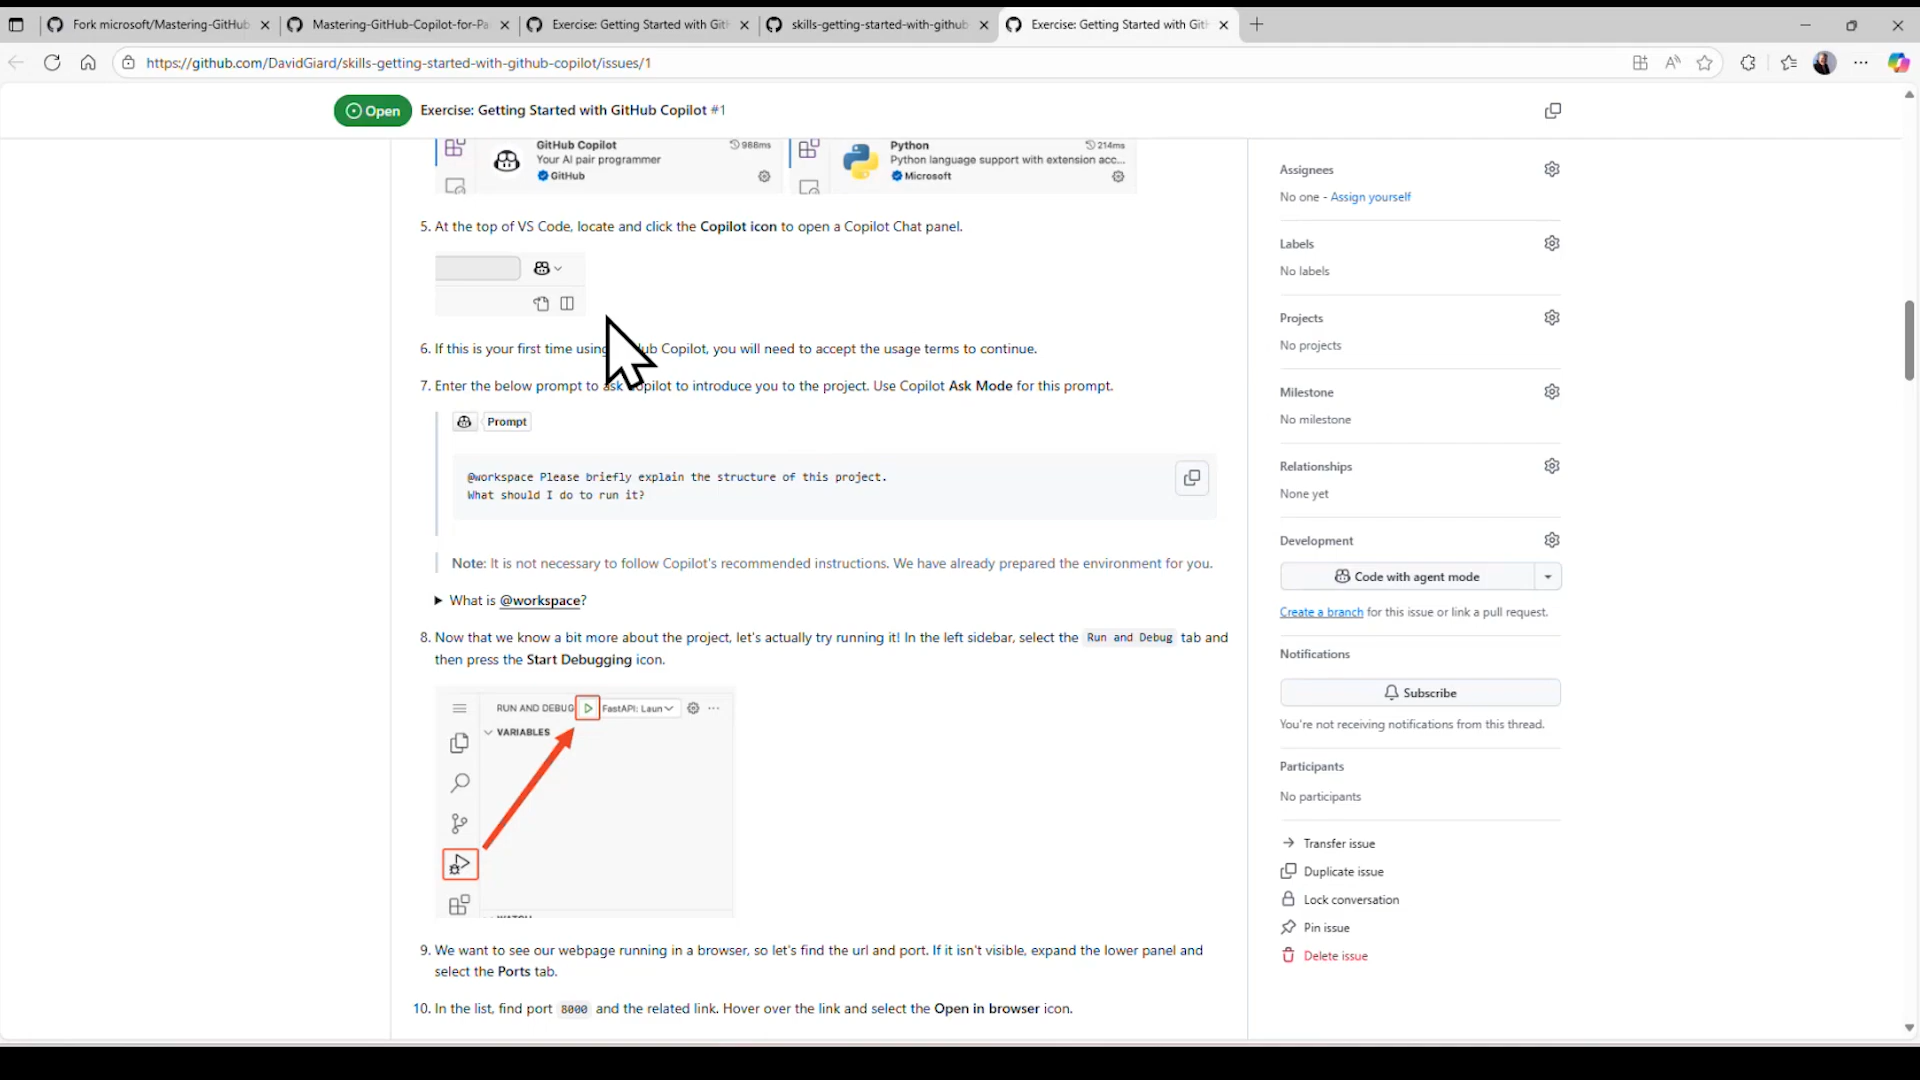 Fork microsoft/Mastering-GitHub
Mastering-GitHub-Copilot-for-Pa
Exercise: Getting Started with Git
skills-getting-started-with-github
Exercise: Getting Started with Git
https://github.com/DavidGiard/skills-getting-started-with-github-copilot/issues/1
Open
Exercise: Getting Started with GitHub Copilot #1
GitHub Copilot
988ms
Your AI pair programmer
GitHub
Python
214ms
Python language support with extension acc...
Microsoft
5. At the top of VS Code, locate and click the Copilot icon to open a Copilot Chat panel.
6. If this is your first time using ub Copilot, you will need to accept the usage terms to continue.
7. Enter the below prompt to ask opilot to introduce you to the project. Use Copilot Ask Mode for this prompt.
Prompt
@workspace Please briefly explain the structure of this project.
What should I do to run it?
Note: It is not necessary to follow Copilot's recommended instructions. We have already prepared the environment for you.
What is @workspace?
8. Now that we know a bit more about the project, let's actually try running it! In the left sidebar, select the Run and Debug tab and
then press the Start Debugging icon.
RUN AND DEBUG
FastAPI: Laun
VARIABLES
9. We want to see our webpage running in a browser, so let's find the url and port. If it isn't visible, expand the lower panel and
select the Ports tab.
10. In the list, find port 8000 and the related link. Hover over the link and select the Open in browser icon.
Assignees
No one - Assign yourself
Labels
No labels
Projects
No projects
Milestone
No milestone
Relationships
None yet
Development
Code with agent mode
Create a branch for this issue or link a pull request.
Notifications
Subscribe
You're not receiving notifications from this thread.
Participants
No participants
Transfer issue
Duplicate issue
Lock conversation
Pin issue
Delete issue